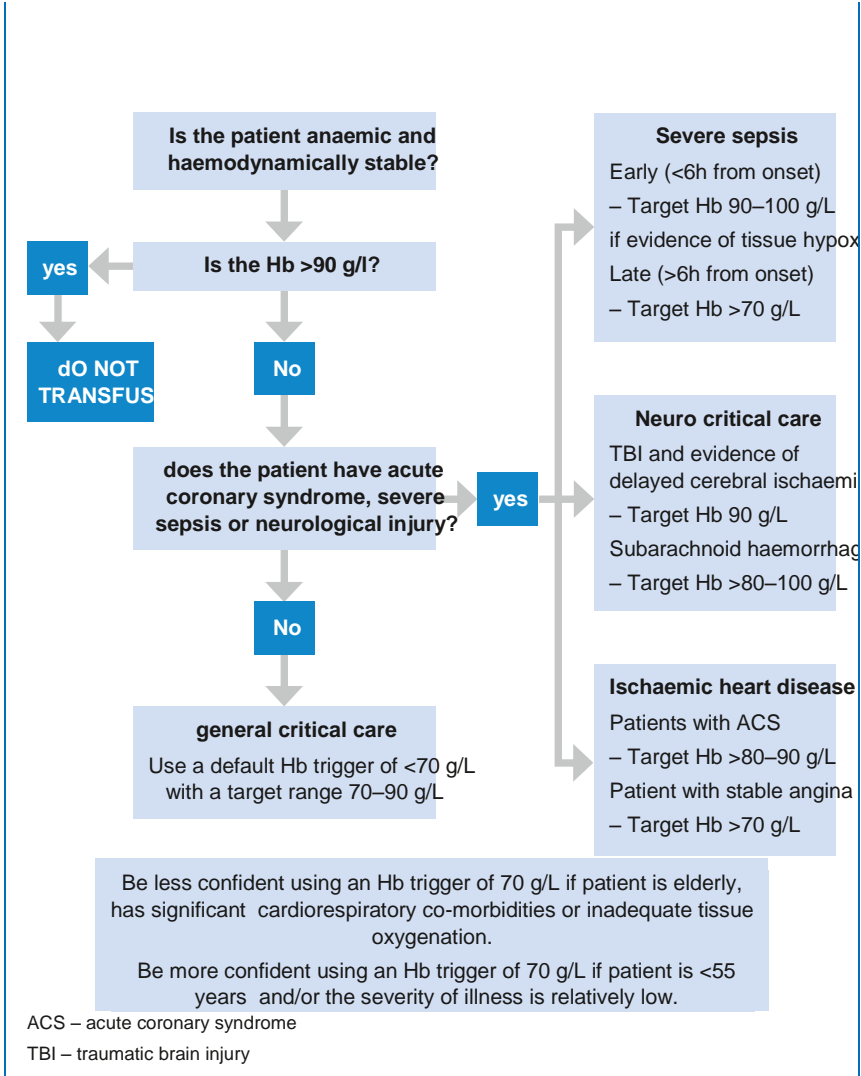 Is the patient anaemic and
haemodynamically stable?
Is the Hb >90 g/l?
yes
dO NOT
TRANSFUS
No
does the patient have acute
coronary syndrome, severe
sepsis or neurological injury?
yes
No
general critical care
Use a default Hb trigger of <70 g/L
with a target range 70–90 g/L
Severe sepsis
Early (<6h from onset)
– Target Hb 90–100 g/L
if evidence of tissue hypox
Late (>6h from onset)
– Target Hb >70 g/L
Neuro critical care
TBI and evidence of
delayed cerebral ischaemi
– Target Hb 90 g/L
Subarachnoid haemorrhag
– Target Hb >80–100 g/L
Ischaemic heart disease
Patients with ACS
– Target Hb >80–90 g/L
Patient with stable angina
– Target Hb >70 g/L
Be less confident using an Hb trigger of 70 g/L if patient is elderly,
has significant cardiorespiratory co-morbidities or inadequate tissue
oxygenation.
Be more confident using an Hb trigger of 70 g/L if patient is <55
years and/or the severity of illness is relatively low.
ACS – acute coronary syndrome
TBI – traumatic brain injury